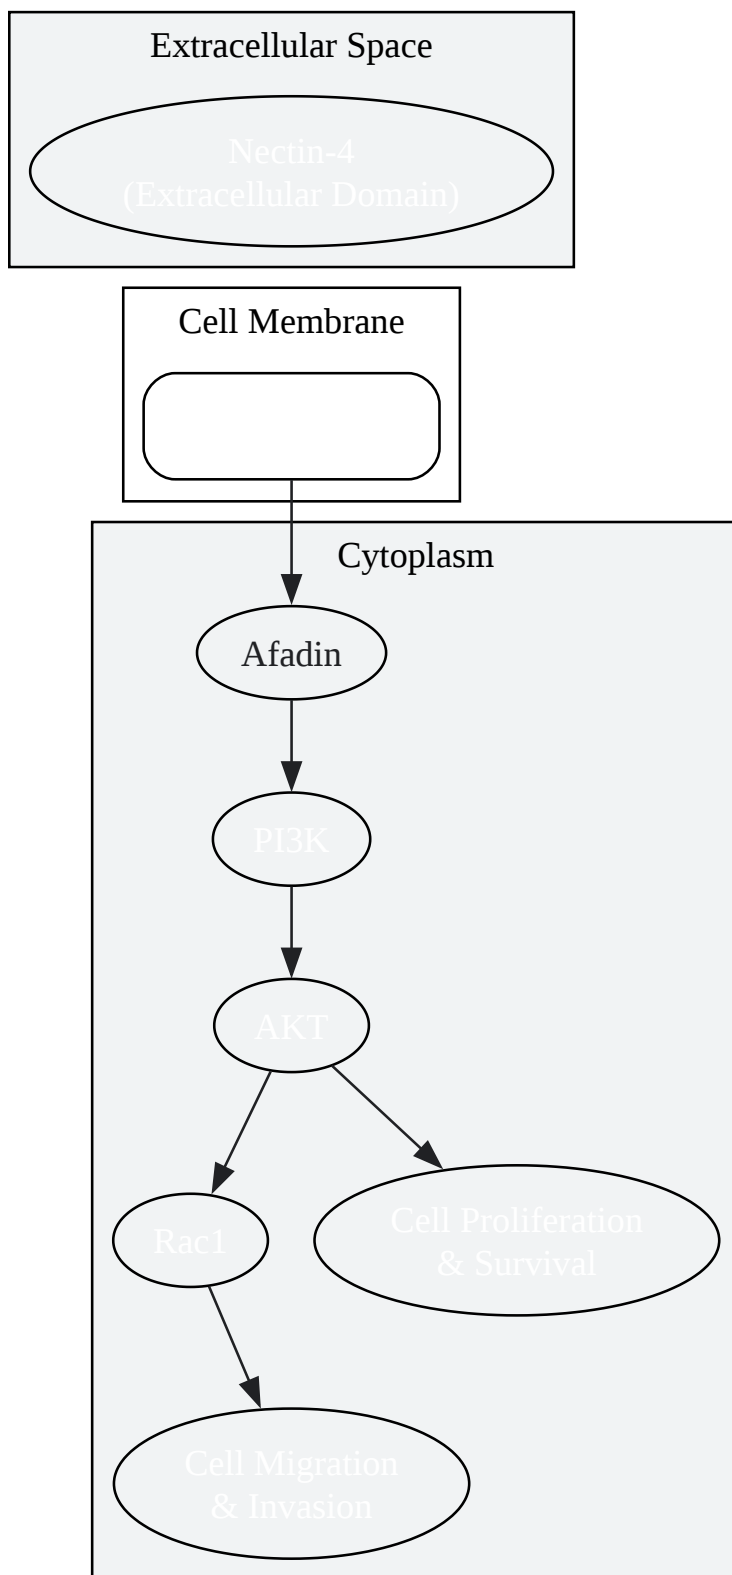 Extracellular Space
Nectin-4
(Extracellular Domain)
Cell Membrane
Cytoplasm
Afadin
PI3K
AKT
Rac1
Cell Proliferation
& Survival
Cell Migration
& Invasion